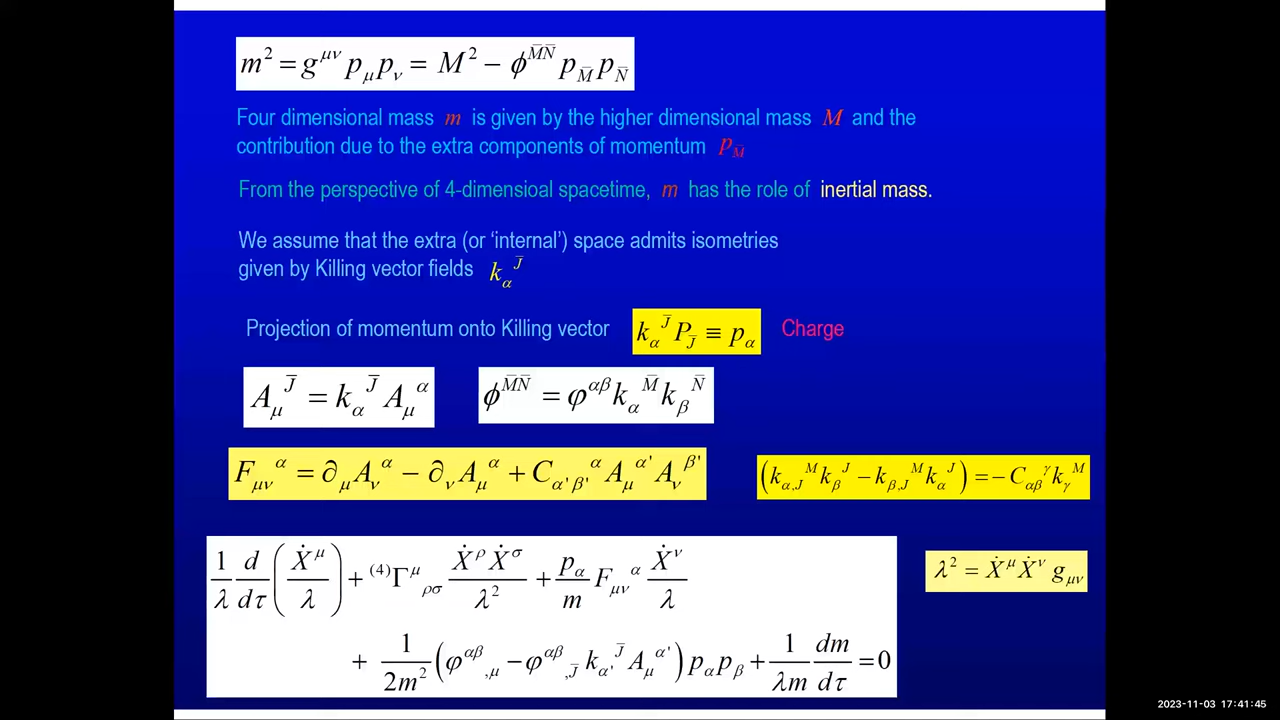 m² = g^{μν} p_μ p_ν = M² − ϕ^{M̄N̄} p_{M̄} p_{N̄}
Four dimensional mass m is given by the higher dimensional mass M and the
contribution due to the extra components of momentum p_{M̄}
From the perspective of 4-dimensioal spacetime, m has the role of inertial mass.
We assume that the extra (or ‘internal’) space admits isometries
given by Killing vector fields k_α^{J̄}
Projection of momentum onto Killing vector k_α^{J̄} P_{J̄} ≡ p_α Charge
A_μ^{J̄} = k_α^{J̄} A_μ^α ϕ^{M̄N̄} = φ^{αβ} k_α^{M̄} k_β^{N̄}
F_{μν}^α = ∂_μ A_ν^α − ∂_ν A_μ^α + C_{α'β'}^α A_μ^{α'} A_ν^{β'} (k_{α,J}^M k_β^J − k_{β,J}^M k_α^J) = − C_{αβ}^γ k_γ^M
1/λ d/dτ (Ẋ^μ/λ) + ^{(4)}Γ^μ_{ρσ} Ẋ^ρ Ẋ^σ/λ² + p_α/m F_{μν}^α Ẋ^ν/λ λ² = Ẋ^μ Ẋ^ν g_{μν}
+ 1/2m² (φ^{αβ}_{,μ} − φ^{αβ}_{,J̄} k_{α'}^{J̄} A_μ^{α'}) p_α p_β + 1/λm dm/dτ = 0
2023-11-03 17:41:45